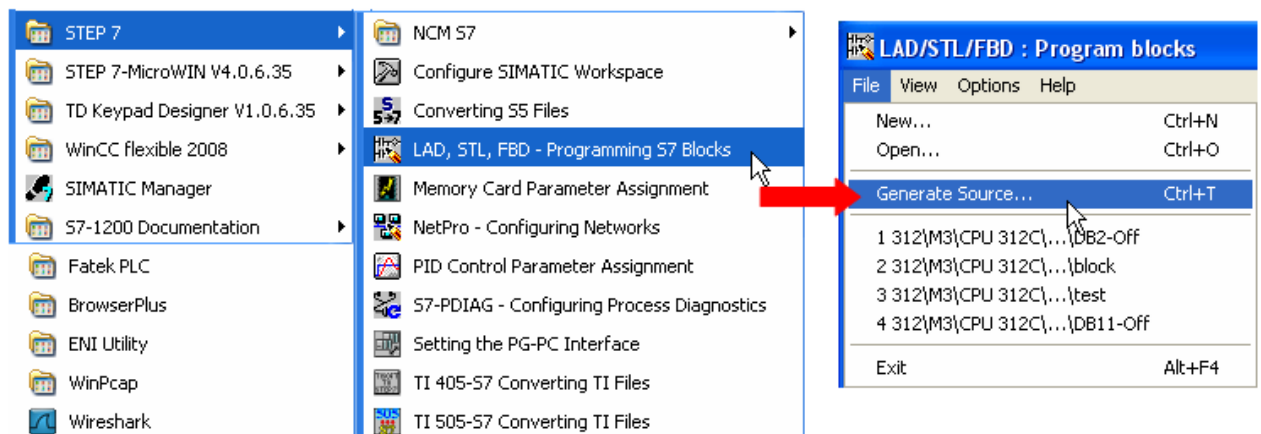 STEP 7
STEP 7-MicroWIN V4.0.6.35
TD Keypad Designer V1.0.6.35
WinCC flexible 2008
SIMATIC Manager
S7-1200 Documentation
Fatek PLC
BrowserPlus
ENI Utility
WinPcap
Wireshark
NCM S7
Configure SIMATIC Workspace
Converting S5 Files
LAD, STL, FBD - Programming S7 Blocks
Memory Card Parameter Assignment
NetPro - Configuring Networks
PID Control Parameter Assignment
S7-PDIAG - Configuring Process Diagnostics
Setting the PG-PC Interface
TI 405-S7 Converting TI Files
TI 505-S7 Converting TI Files
LAD/STL/FBD : Program blocks
File View Options Help
New... Ctrl+N
Open... Ctrl+O
Generate Source... Ctrl+T
1 312\M3\CPU 312C\...\DB2-Off
2 312\M3\CPU 312C\...\block
3 312\M3\CPU 312C\...\test
4 312\M3\CPU 312C\...\DB11-Off
Exit Alt+F4